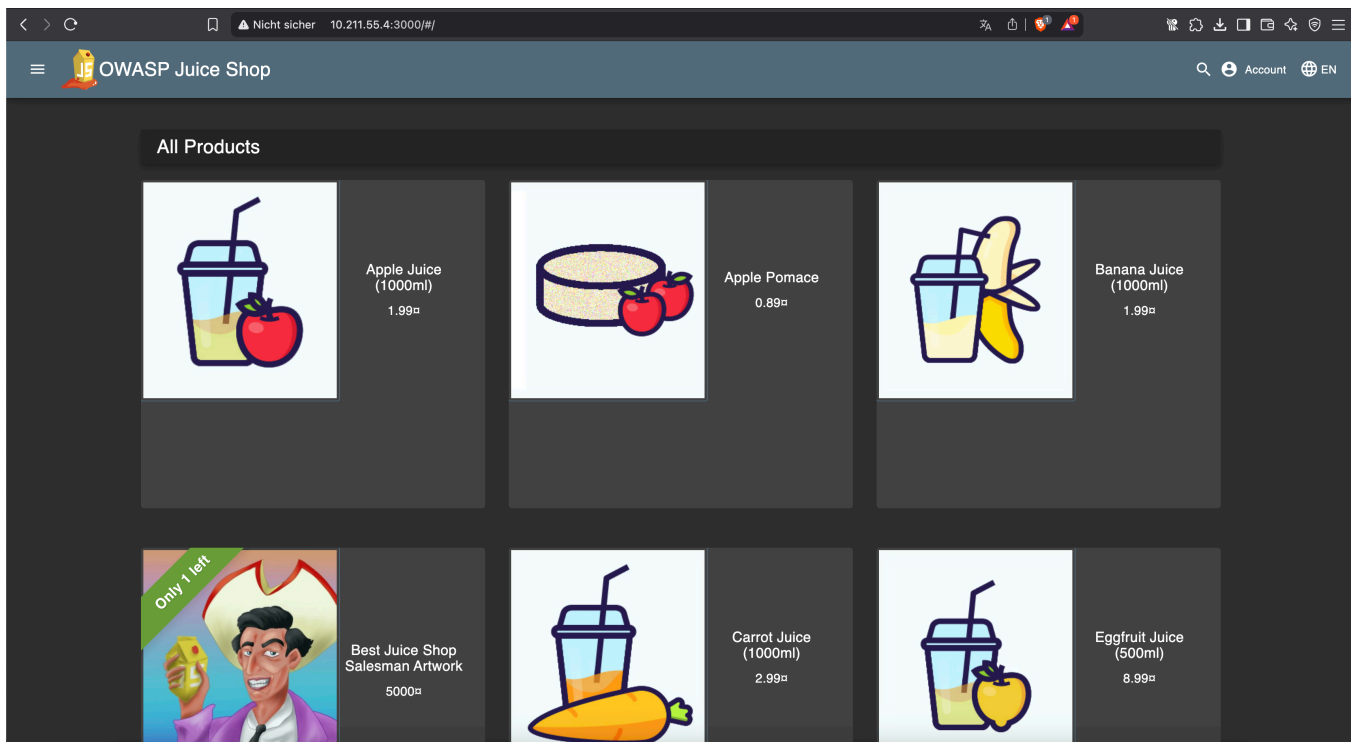 Nicht sicher 10.211.55.4:3000/#/
OWASP Juice Shop
Account
EN
All Products
Apple Juice
(1000ml)
1.99¤
Apple Pomace
0.89¤
Banana Juice
(1000ml)
1.99¤
Only 1 left
Best Juice Shop
Salesman Artwork
5000¤
Carrot Juice
(1000ml)
2.99¤
Eggfruit Juice
(500ml)
8.99¤